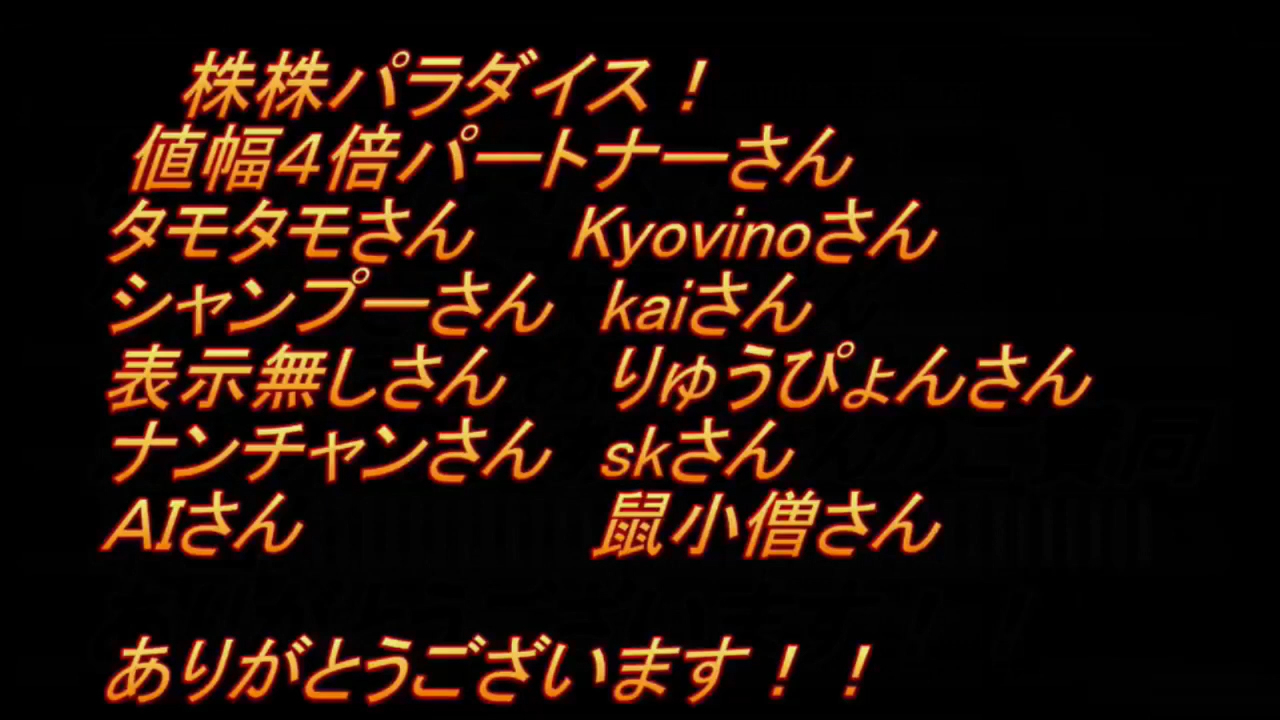 株株パラダイス！
値幅４倍パートナーさん
タモタモさん　Kyovinoさん
シャンプーさん　kaiさん
表示無しさん　りゅうぴょんさん
ナンチャンさん　skさん
AIさん　鼠小僧さん
ありがとうございます！！